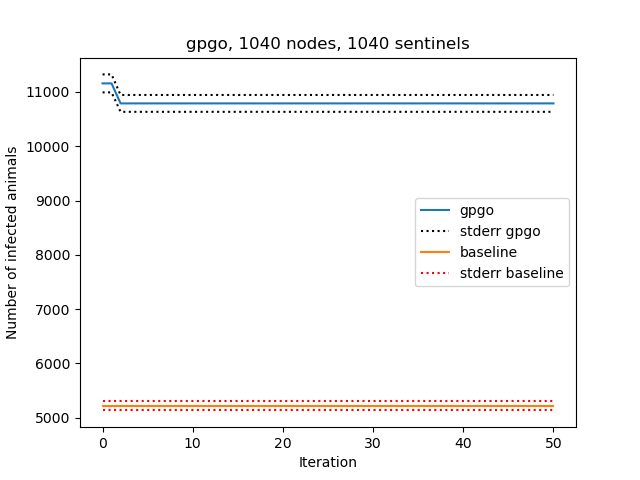 gpgo, 1040 nodes, 1040 sentinels
Number of infected animals
11000
10000
9000
8000
7000
6000
5000
gpgo
stderr gpgo
baseline
stderr baseline
0 10 20 30 40 50
Iteration